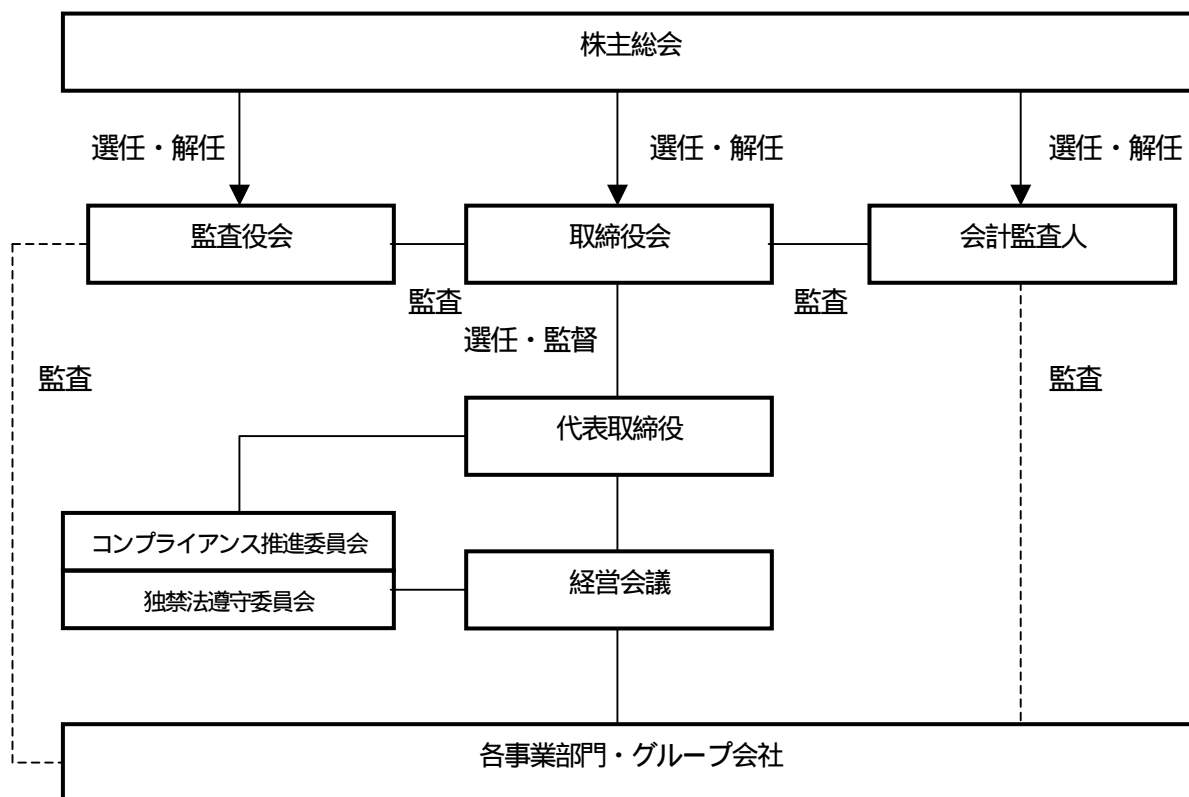 株主総会
選任・解任
選任・解任
選任・解任
監査役会
取締役会
会計監査人
監査
監査
選任・監督
監査
監査
代表取締役
コンプライアンス推進委員会
独禁法遵守委員会
経営会議
各事業部門・グループ会社